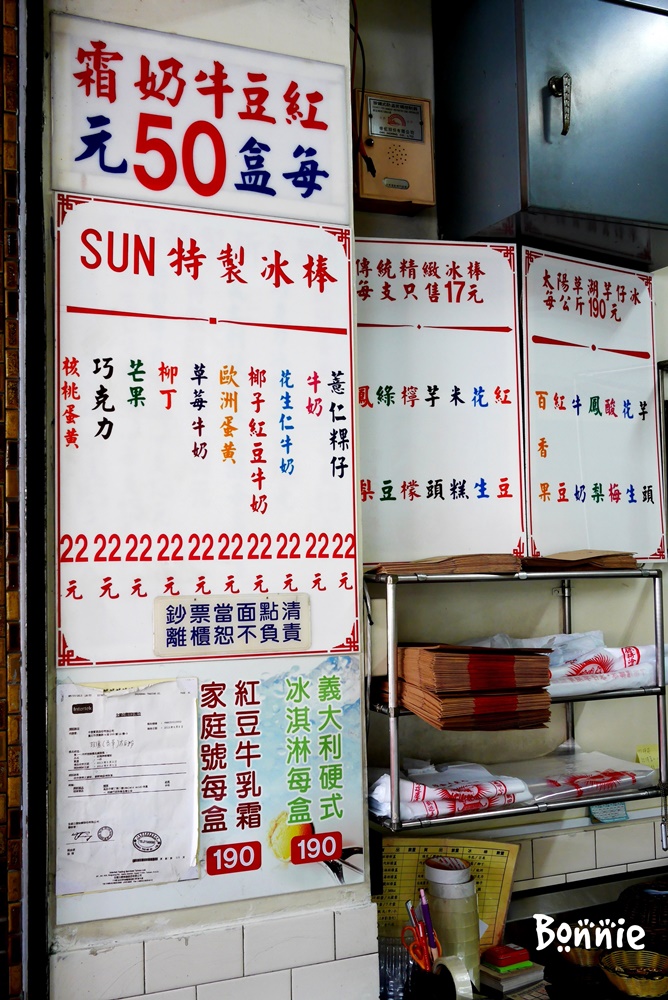 紅豆牛奶霜
每盒50元
SUN特製冰棒
薏仁粿仔 22元
牛奶 22元
花生仁牛奶 22元
椰子紅豆牛奶 22元
歐洲蛋黃 22元
草莓牛奶 22元
柳丁 22元
芒果 22元
巧克力 22元
核桃蛋黃 22元
鈔票當面點清
離櫃恕不負責
傳統精緻冰棒
每支只售17元
紅豆
花生
米糕
芋頭
檸檬
綠豆
鳳梨
太陽草湖芋仔冰
每公斤190元
芋頭
花生
酸梅
鳳梨
牛奶
紅豆
百香果
義大利硬式
冰淇淋每盒
190
紅豆牛乳霜
家庭號每盒
190
Bonnie